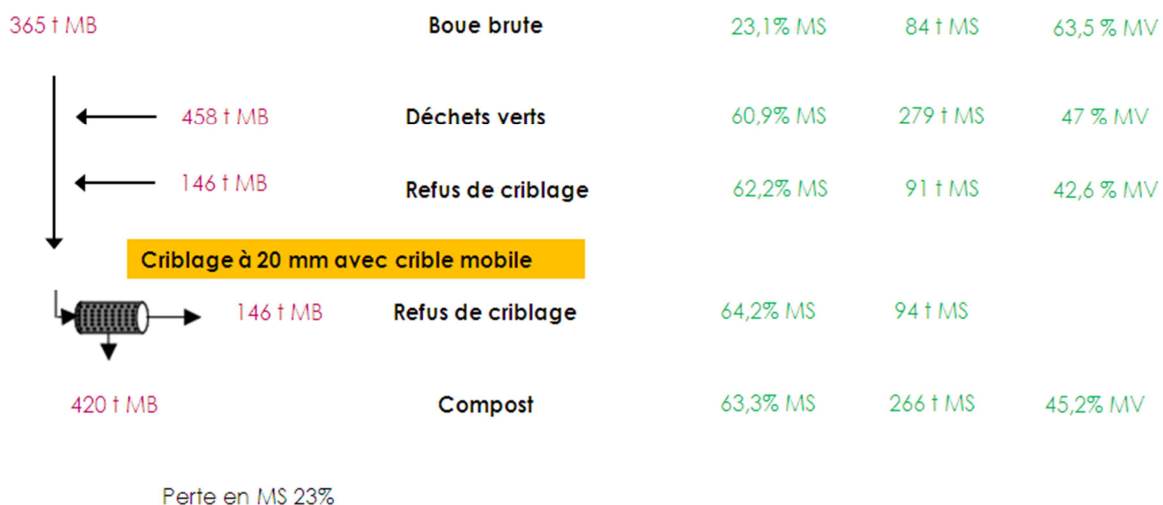 365 t MB Boue brute 23,1% MS 84 t MS 63,5 % MV
458 t MB Déchets verts 60,9% MS 279 t MS 47 % MV
146 t MB Refus de criblage 62,2% MS 91 t MS 42,6 % MV
Criblage à 20 mm avec crible mobile
146 t MB Refus de criblage 64,2% MS 94 t MS
420 t MB Compost 63,3% MS 266 t MS 45,2% MV
Perte en MS 23%